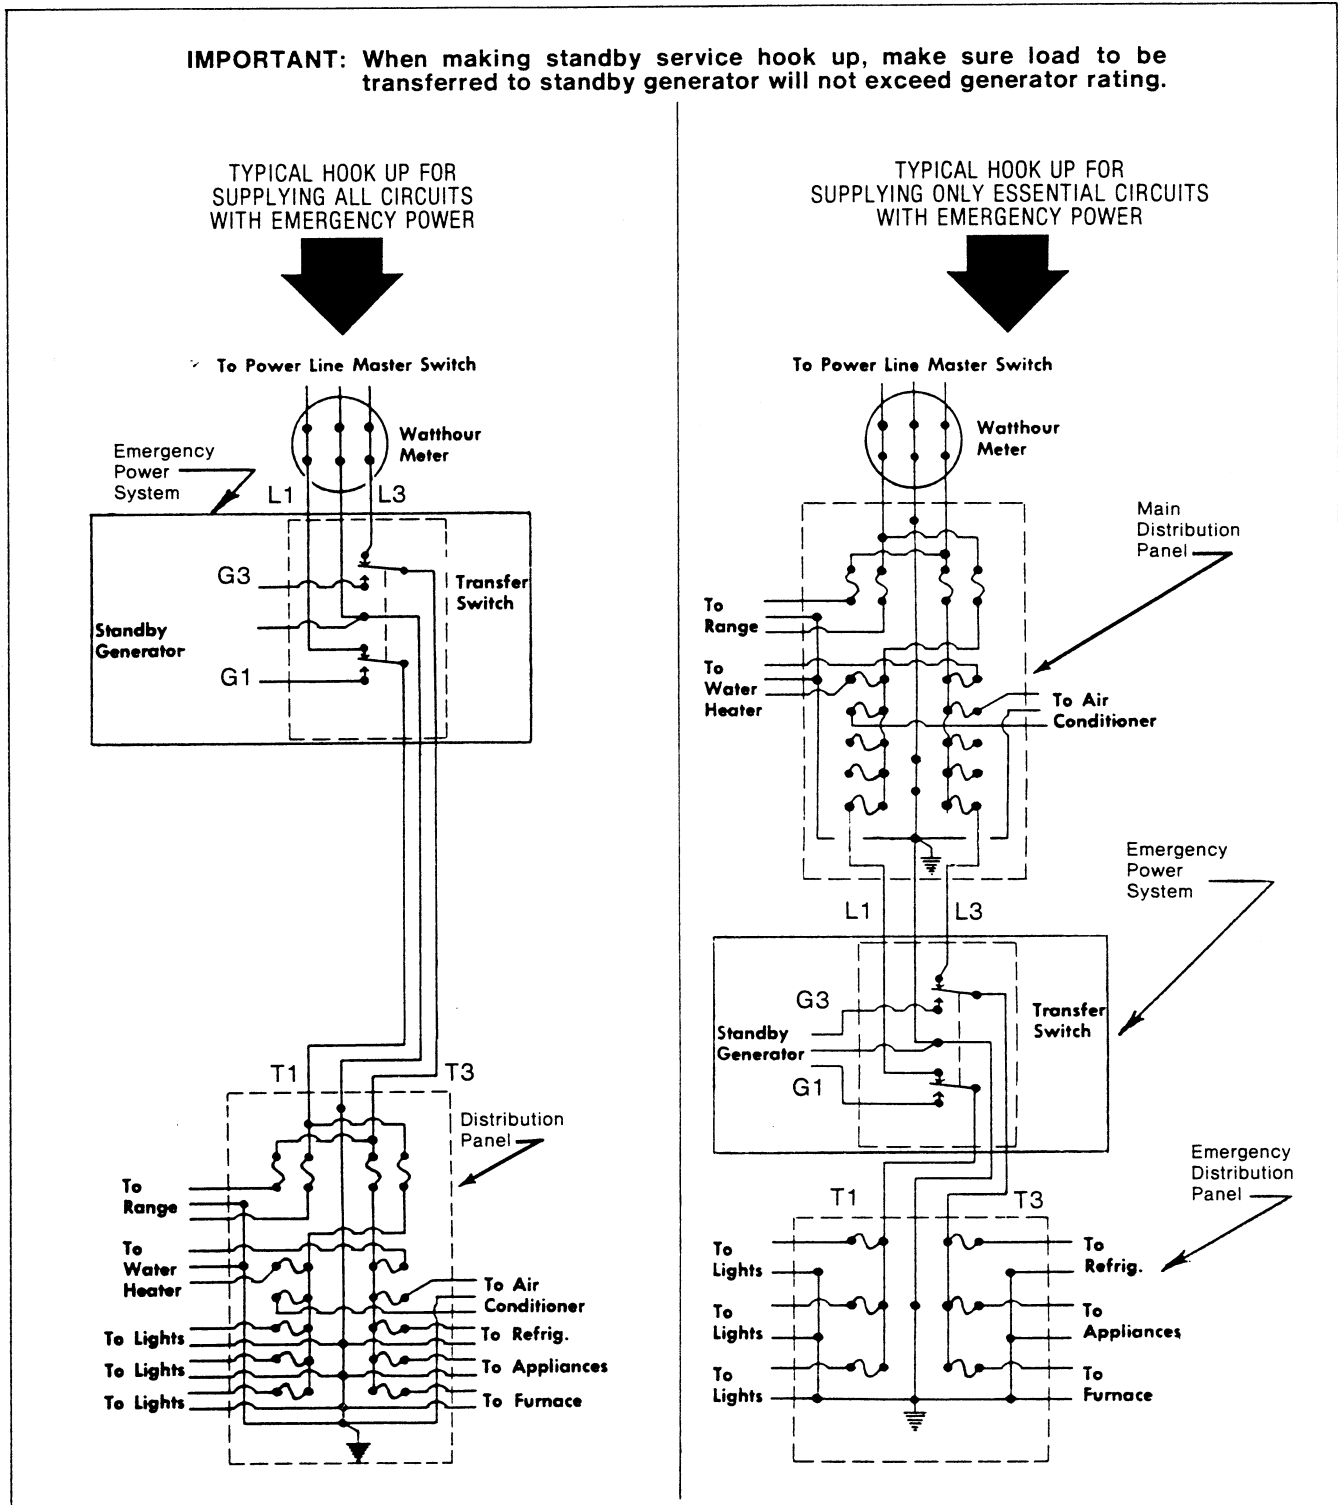 IMPORTANT: When making standby service hook up, make sure load to be
transferred to standby generator will not exceed generator rating.
TYPICAL HOOK UP FOR
SUPPLYING ALL CIRCUITS
WITH EMERGENCY POWER
To Power Line Master Switch
Watthour
Meter
Emergency
Power
System
L1
L3
G3
Transfer
Switch
Standby
Generator
G1
T1
T3
Distribution
Panel
To
Range
To
Water
Heater
To Air
Conditioner
To Lights
To Refrig.
To Lights
To Appliances
To Lights
To Furnace
TYPICAL HOOK UP FOR
SUPPLYING ONLY ESSENTIAL CIRCUITS
WITH EMERGENCY POWER
To Power Line Master Switch
Watthour
Meter
Main
Distribution
Panel
To
Range
To
Water
Heater
To Air
Conditioner
Emergency
Power
System
L1
L3
G3
Transfer
Switch
Standby
Generator
G1
Emergency
Distribution
Panel
T1
T3
To
Lights
To
Refrig.
To
Lights
To
Appliances
To
Lights
To
Furnace